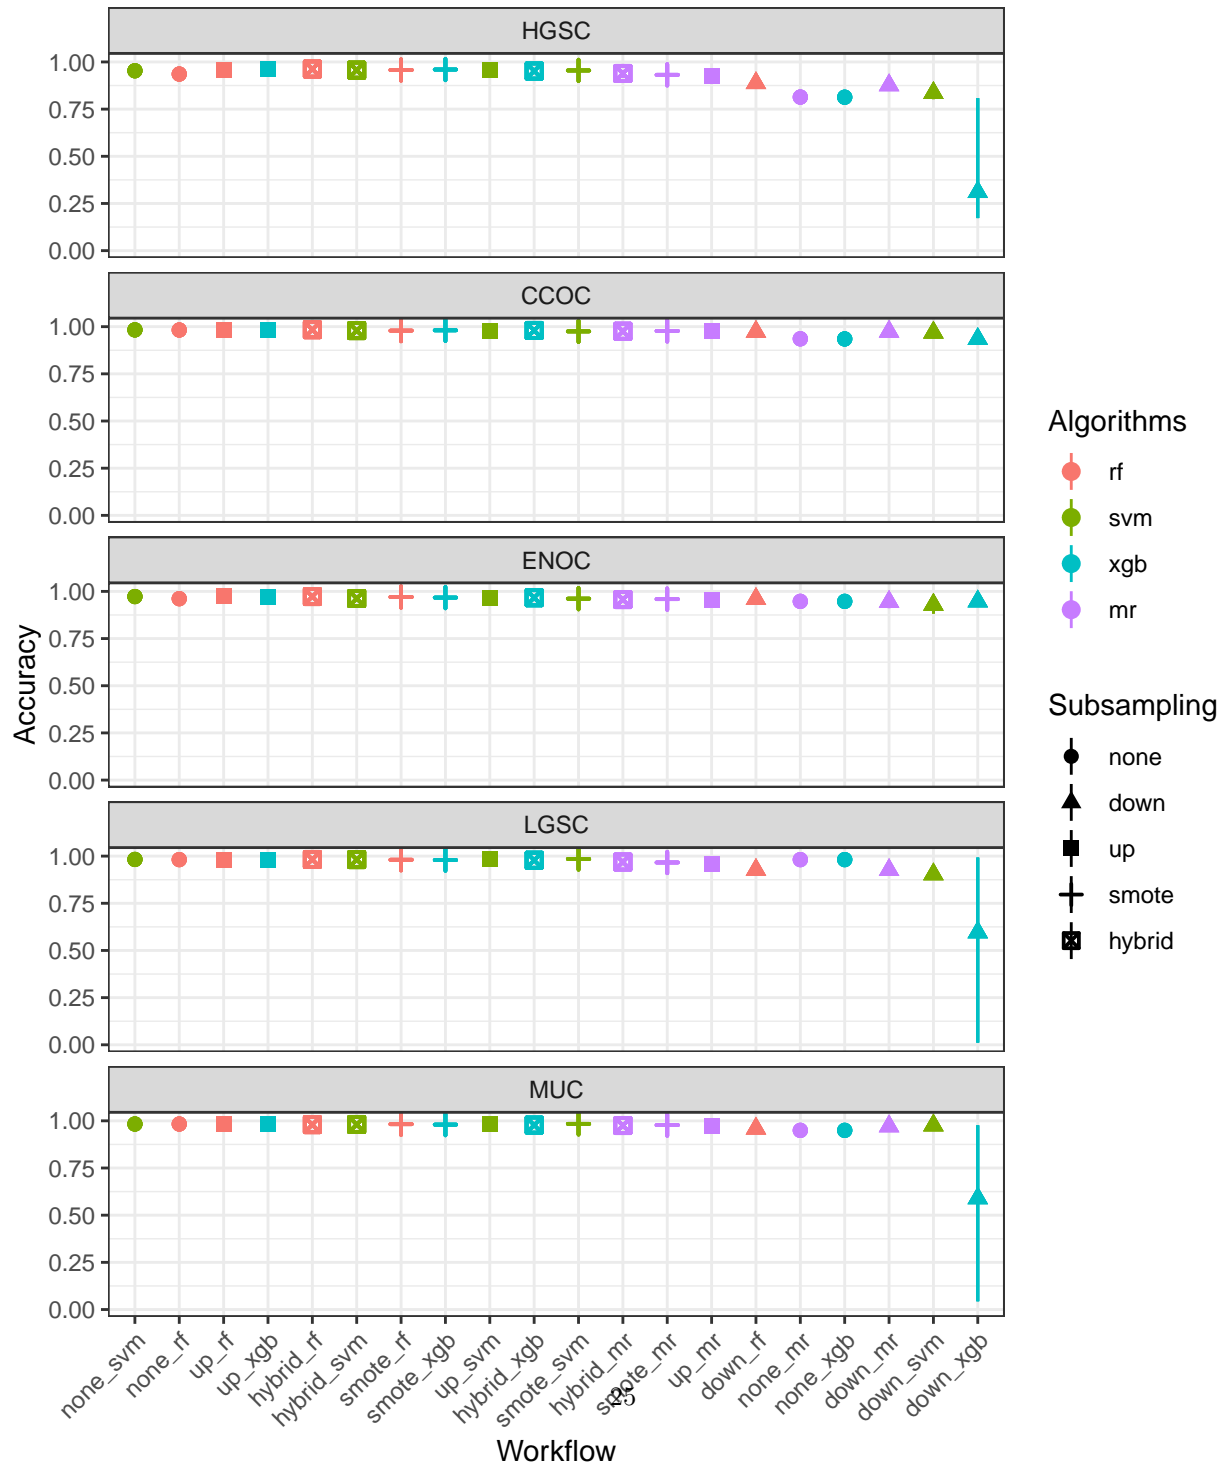 HGSC
1.00
0.75
0.50
0.25
0.00
CCOC
1.00
0.75
0.50
0.25
0.00
ENOC
1.00
0.75
0.50
0.25
0.00
LGSC
1.00
0.75
0.50
0.25
0.00
MUC
1.00
0.75
0.50
0.25
0.00
Accuracy
none_svm
none_rf
up_rf
up_xgb
hybrid_rf
hybrid_svm
smote_rf
smote_xgb
up_svm
hybrid_xgb
smote_svm
hybrid_mr
smote_mr
up_mr
down_rf
none_mr
none_xgb
down_mr
down_svm
down_xgb
25
Workflow
Algorithms
rf
svm
xgb
mr
Subsampling
none
down
up
smote
hybrid